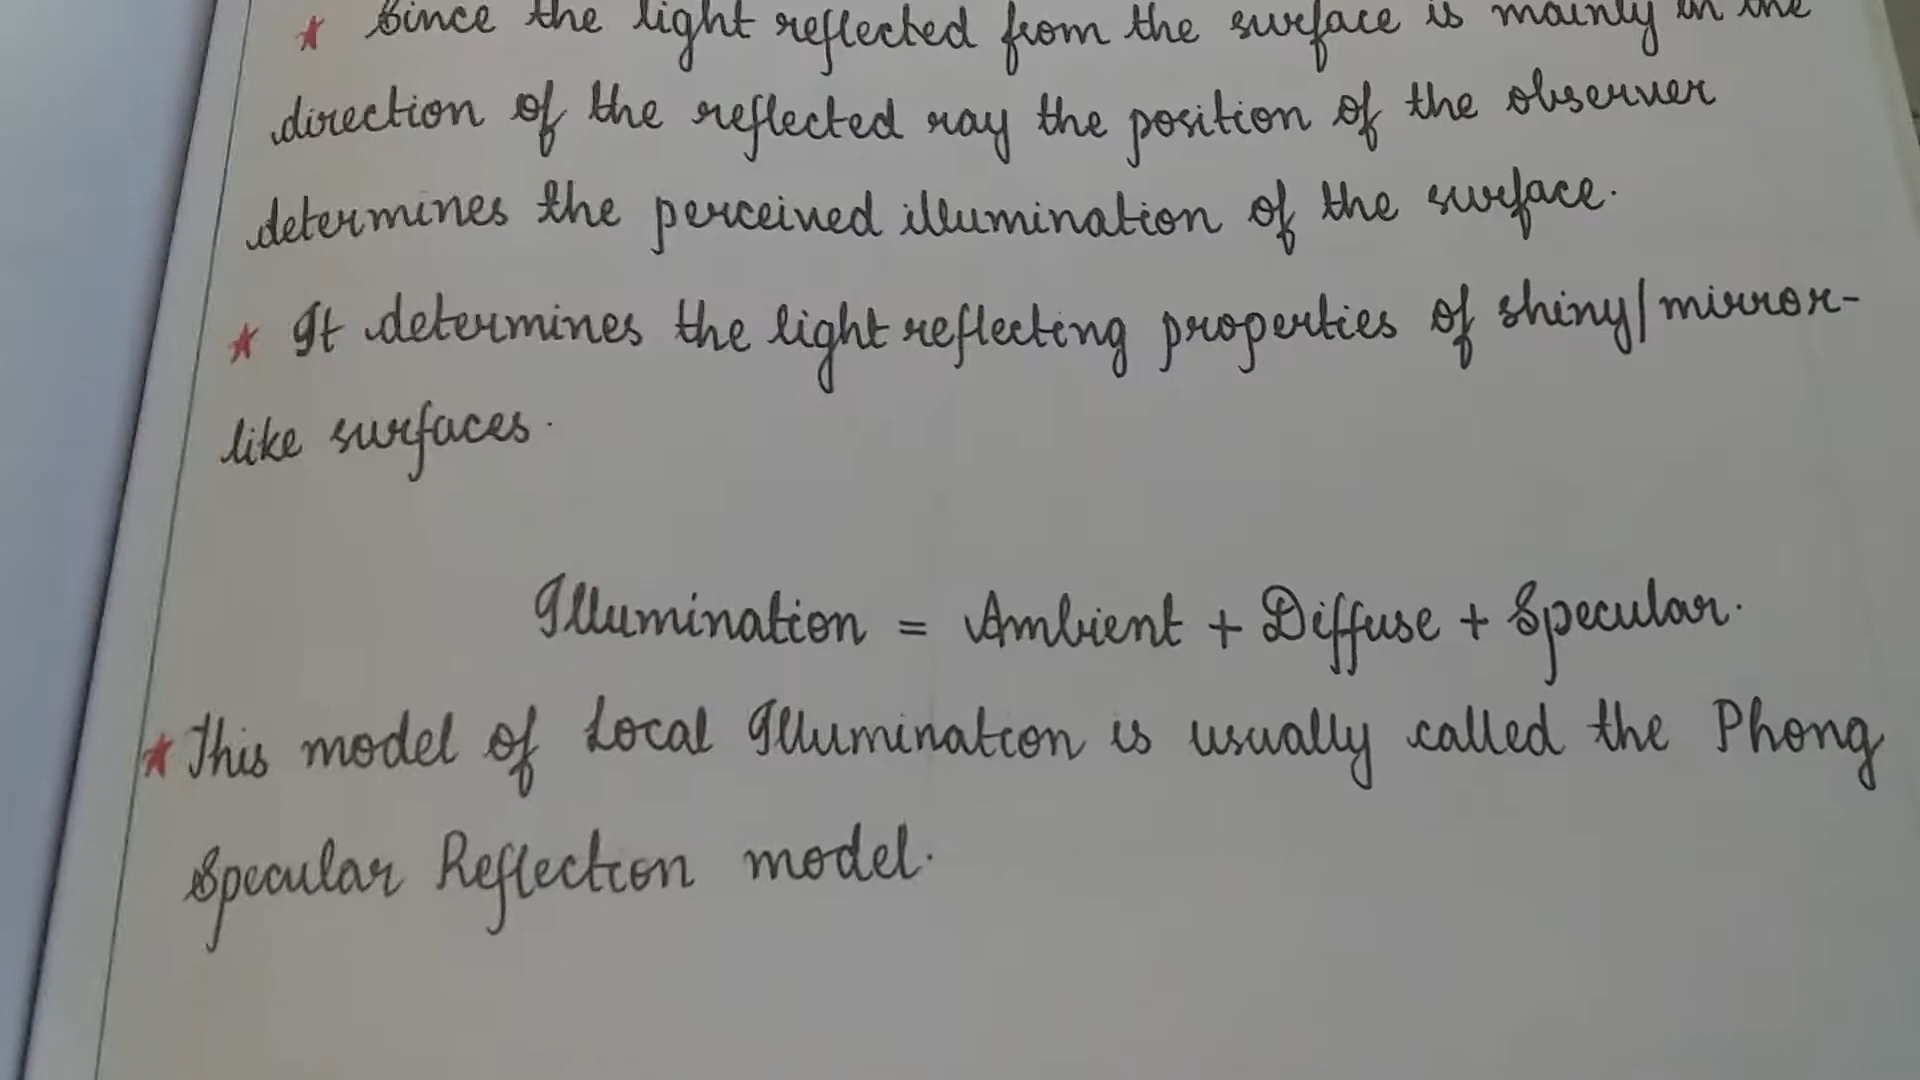 ★ Since the light reflected from the surface is mainly in the
direction of the reflected ray the position of the observer
determines the perceived illumination of the surface.
★ It determines the light reflecting properties of shiny/mirror-
like surfaces.
Illumination = Ambient + Diffuse + Specular.
★ This model of Local Illumination is usually called the Phong
Specular Reflection model.